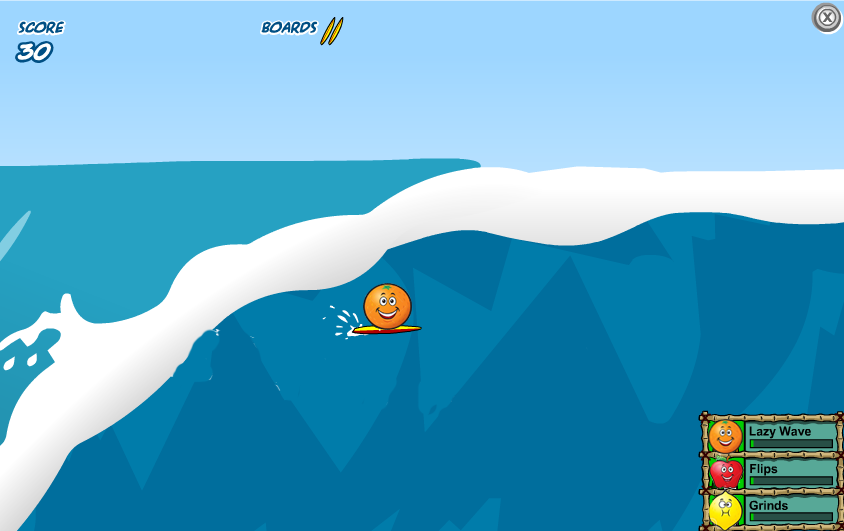 SCORE
30
BOARDS
Lazy Wave
Flips
Grinds